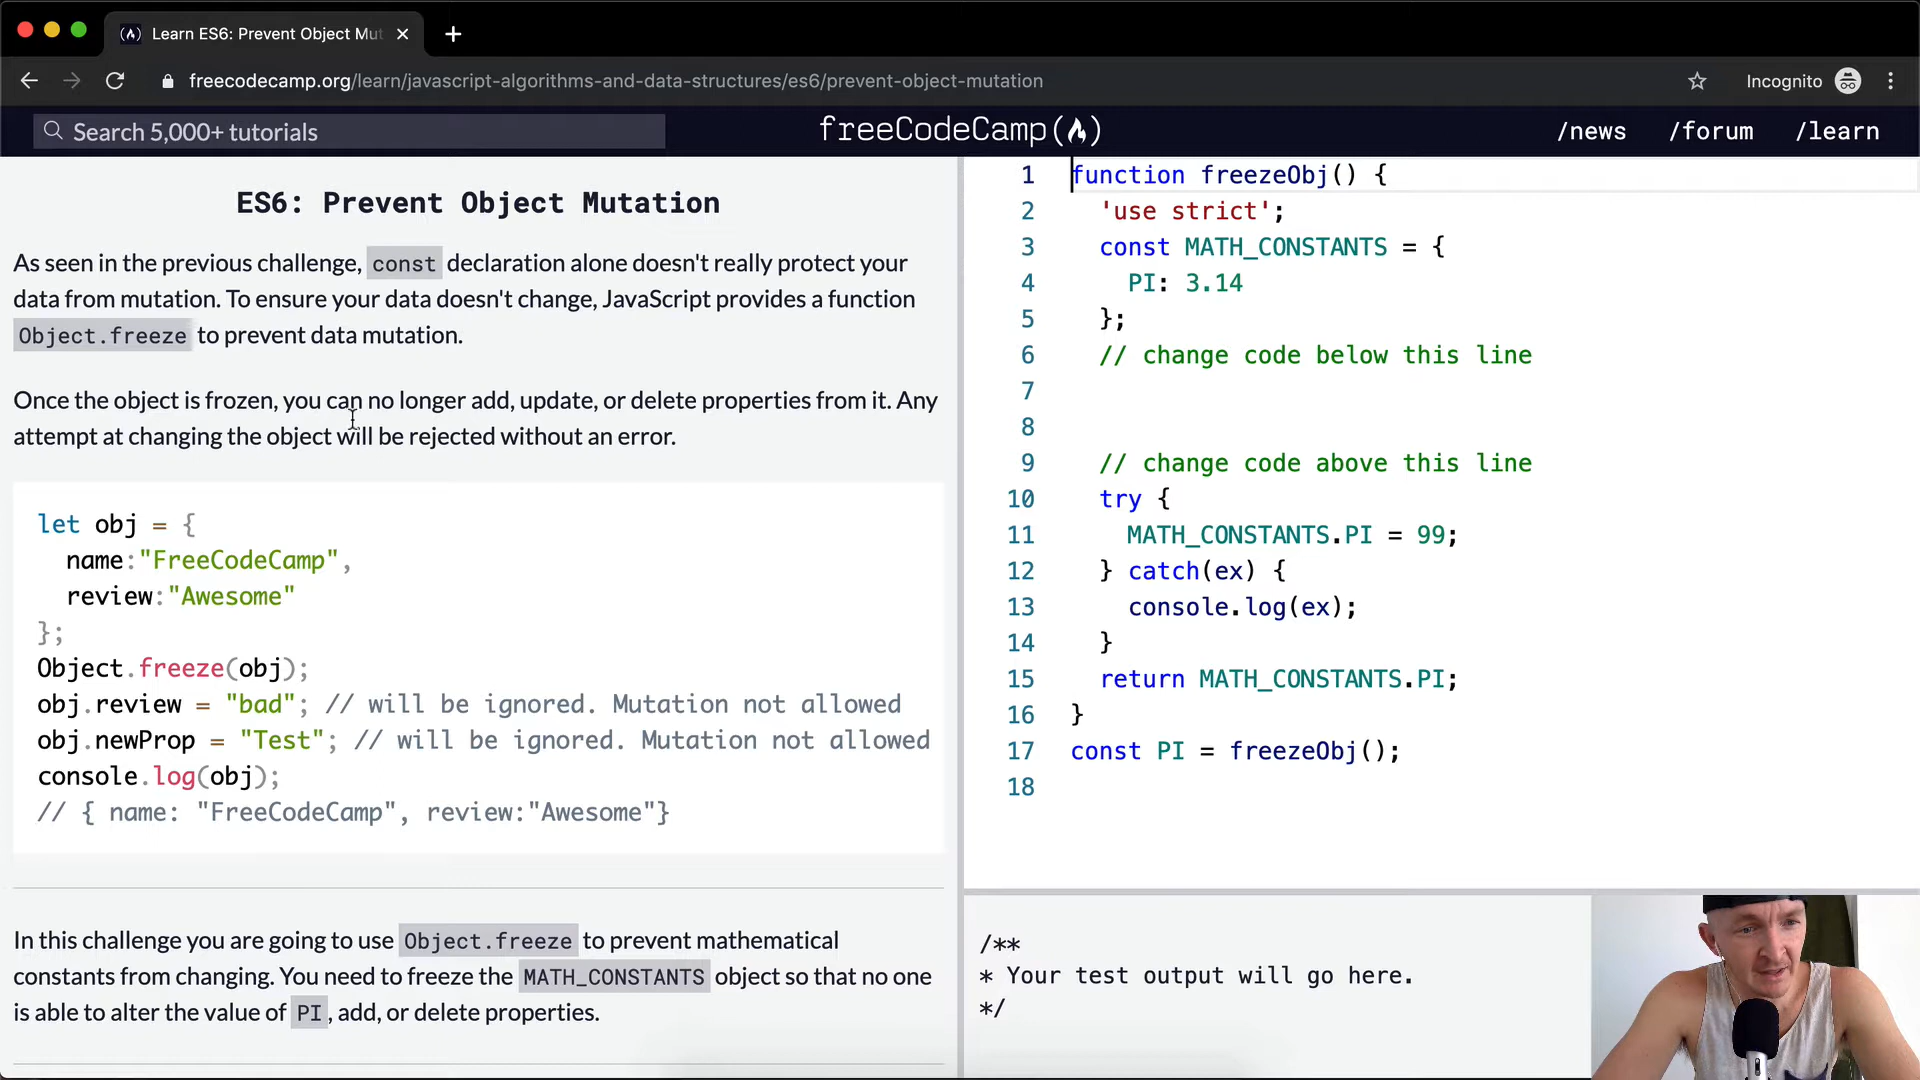 Learn ES6: Prevent Object Mut
freecodecamp.org/learn/javascript-algorithms-and-data-structures/es6/prevent-object-mutation
Incognito
Search 5,000+ tutorials
freeCodeCamp
/news
/forum
/learn
ES6: Prevent Object Mutation
As seen in the previous challenge, const declaration alone doesn't really protect your
data from mutation. To ensure your data doesn't change, JavaScript provides a function
Object.freeze to prevent data mutation.
Once the object is frozen, you can no longer add, update, or delete properties from it. Any
attempt at changing the object will be rejected without an error.
let obj = {
  name:"FreeCodeCamp",
  review:"Awesome"
};
Object.freeze(obj);
obj.review = "bad"; // will be ignored. Mutation not allowed
obj.newProp = "Test"; // will be ignored. Mutation not allowed
console.log(obj);
// { name: "FreeCodeCamp", review:"Awesome"}
In this challenge you are going to use Object.freeze to prevent mathematical
constants from changing. You need to freeze the MATH_CONSTANTS object so that no one
is able to alter the value of PI, add, or delete properties.
1 function freezeObj() {
2   'use strict';
3   const MATH_CONSTANTS = {
4     PI: 3.14
5   };
6   // change code below this line
7
8
9   // change code above this line
10   try {
11     MATH_CONSTANTS.PI = 99;
12   } catch(ex) {
13     console.log(ex);
14   }
15   return MATH_CONSTANTS.PI;
16 }
17 const PI = freezeObj();
18
/**
* Your test output will go here.
*/